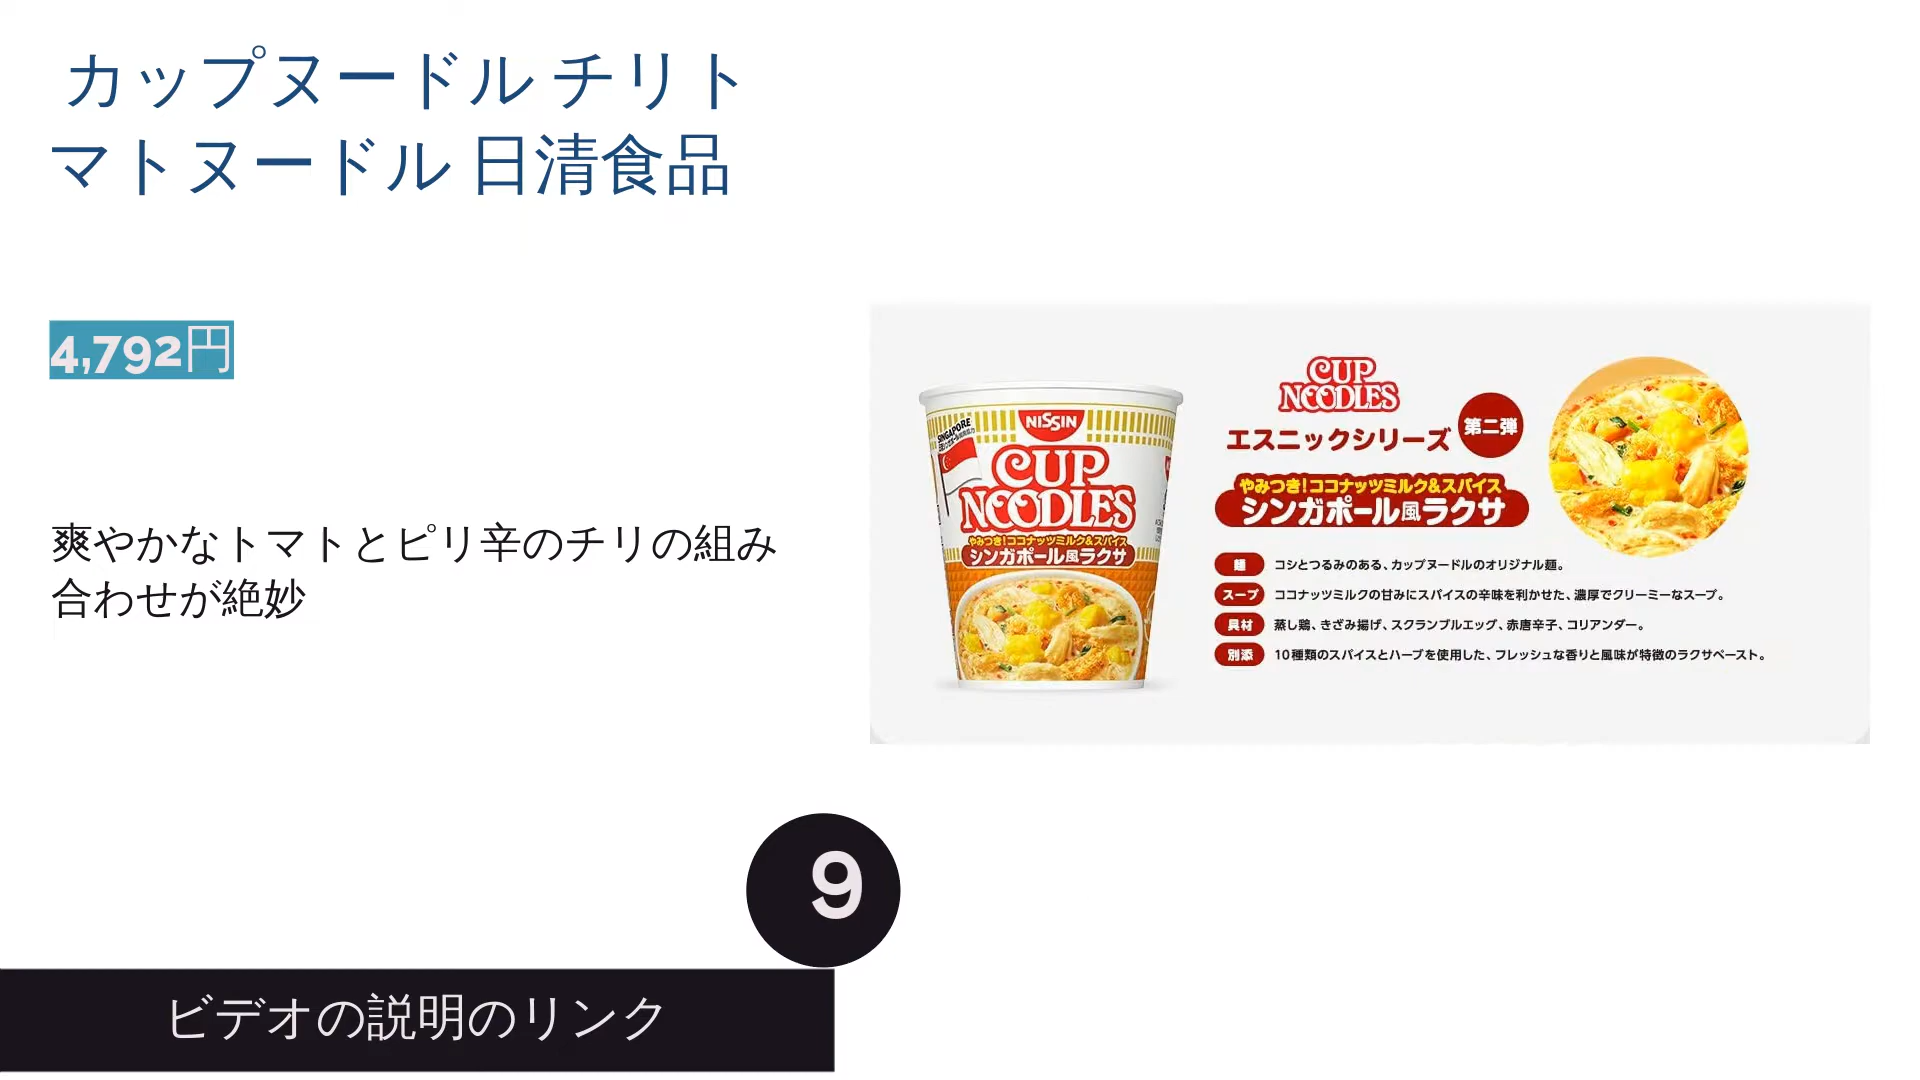 カップヌードル チリト
マトヌードル 日清食品
4,792円
爽やかなトマトとピリ辛のチリの組み
合わせが絶妙
SINGAPORE
NISSIN
CUP
NOODLES
やみつき!ココナッツミルク&スパイス
シンガポール風ラクサ
CUP
NOODLES
エスニックシリーズ 第二弾
やみつき!ココナッツミルク&スパイス
シンガポール風ラクサ
麺 コシとつるみのある、カップヌードルのオリジナル麺。
スープ ココナッツミルクの甘みにスパイスの辛味を利かせた、濃厚でクリーミーなスープ。
具材 蒸し鶏、きざみ揚げ、スクランブルエッグ、赤唐辛子、コリアンダー。
別添 10種類のスパイスとハーブを使用した、フレッシュな香りと風味が特徴のラクサペースト。
9
ビデオの説明のリンク